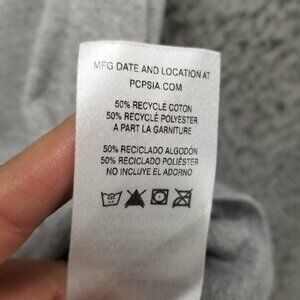 MFG DATE AND LOCATION AT
PCPSIA.COM
50% RECYCLÉ COTON
50% RECYCLÉ POLYESTER
A PART LA GARNITURE
50% RECICLADO ALGODÓN
50% RECICLADO POLIÉSTER
NO INCLUYE EL ADORNO